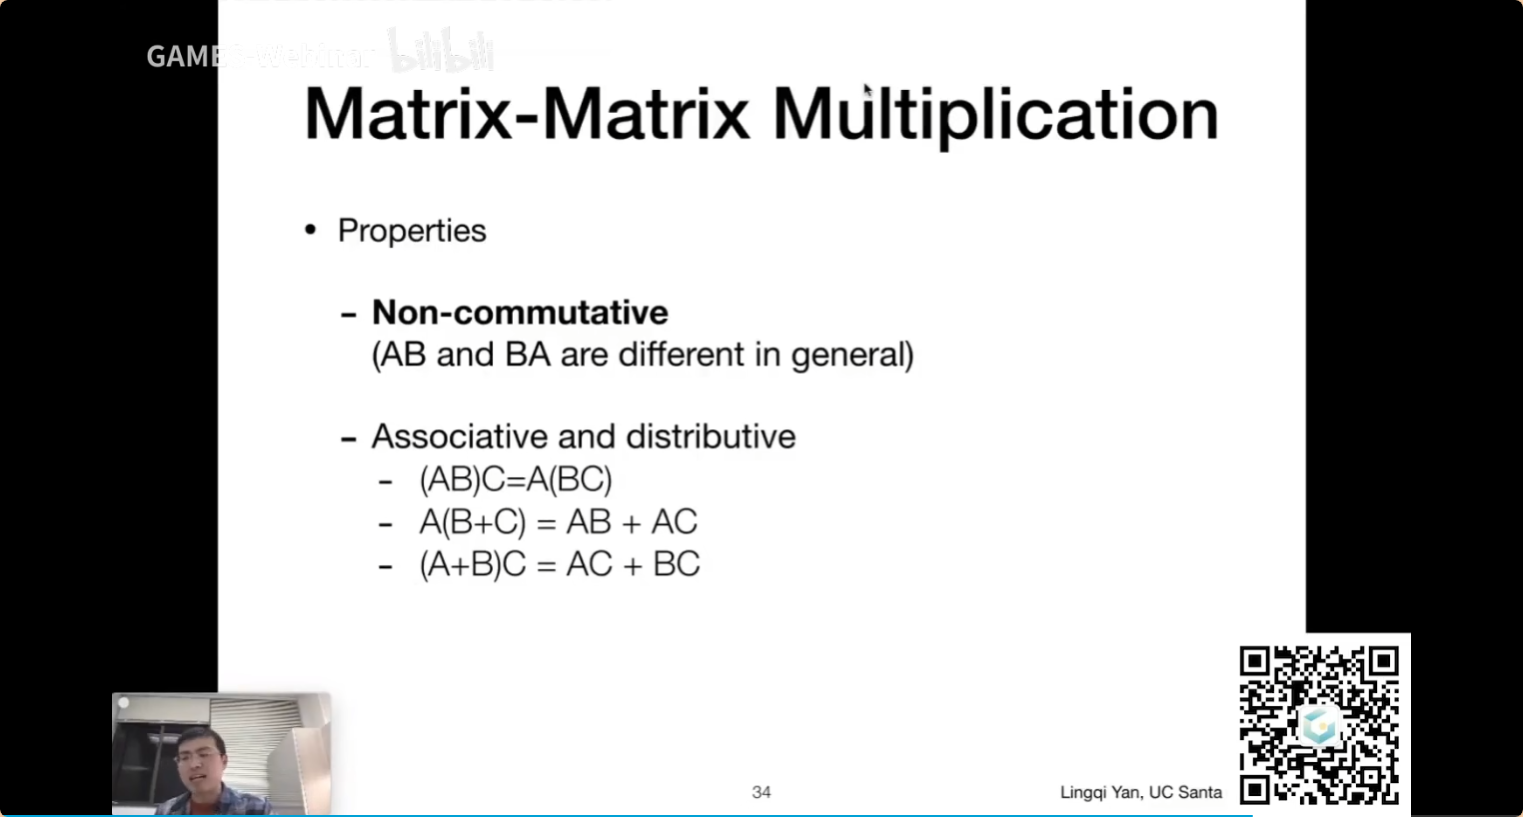 GAMES-Webinar bilibili
Matrix-Matrix Multiplication
• Properties
– Non-commutative
(AB and BA are different in general)
– Associative and distributive
- (AB)C=A(BC)
- A(B+C) = AB + AC
- (A+B)C = AC + BC
34
Lingqi Yan, UC Santa